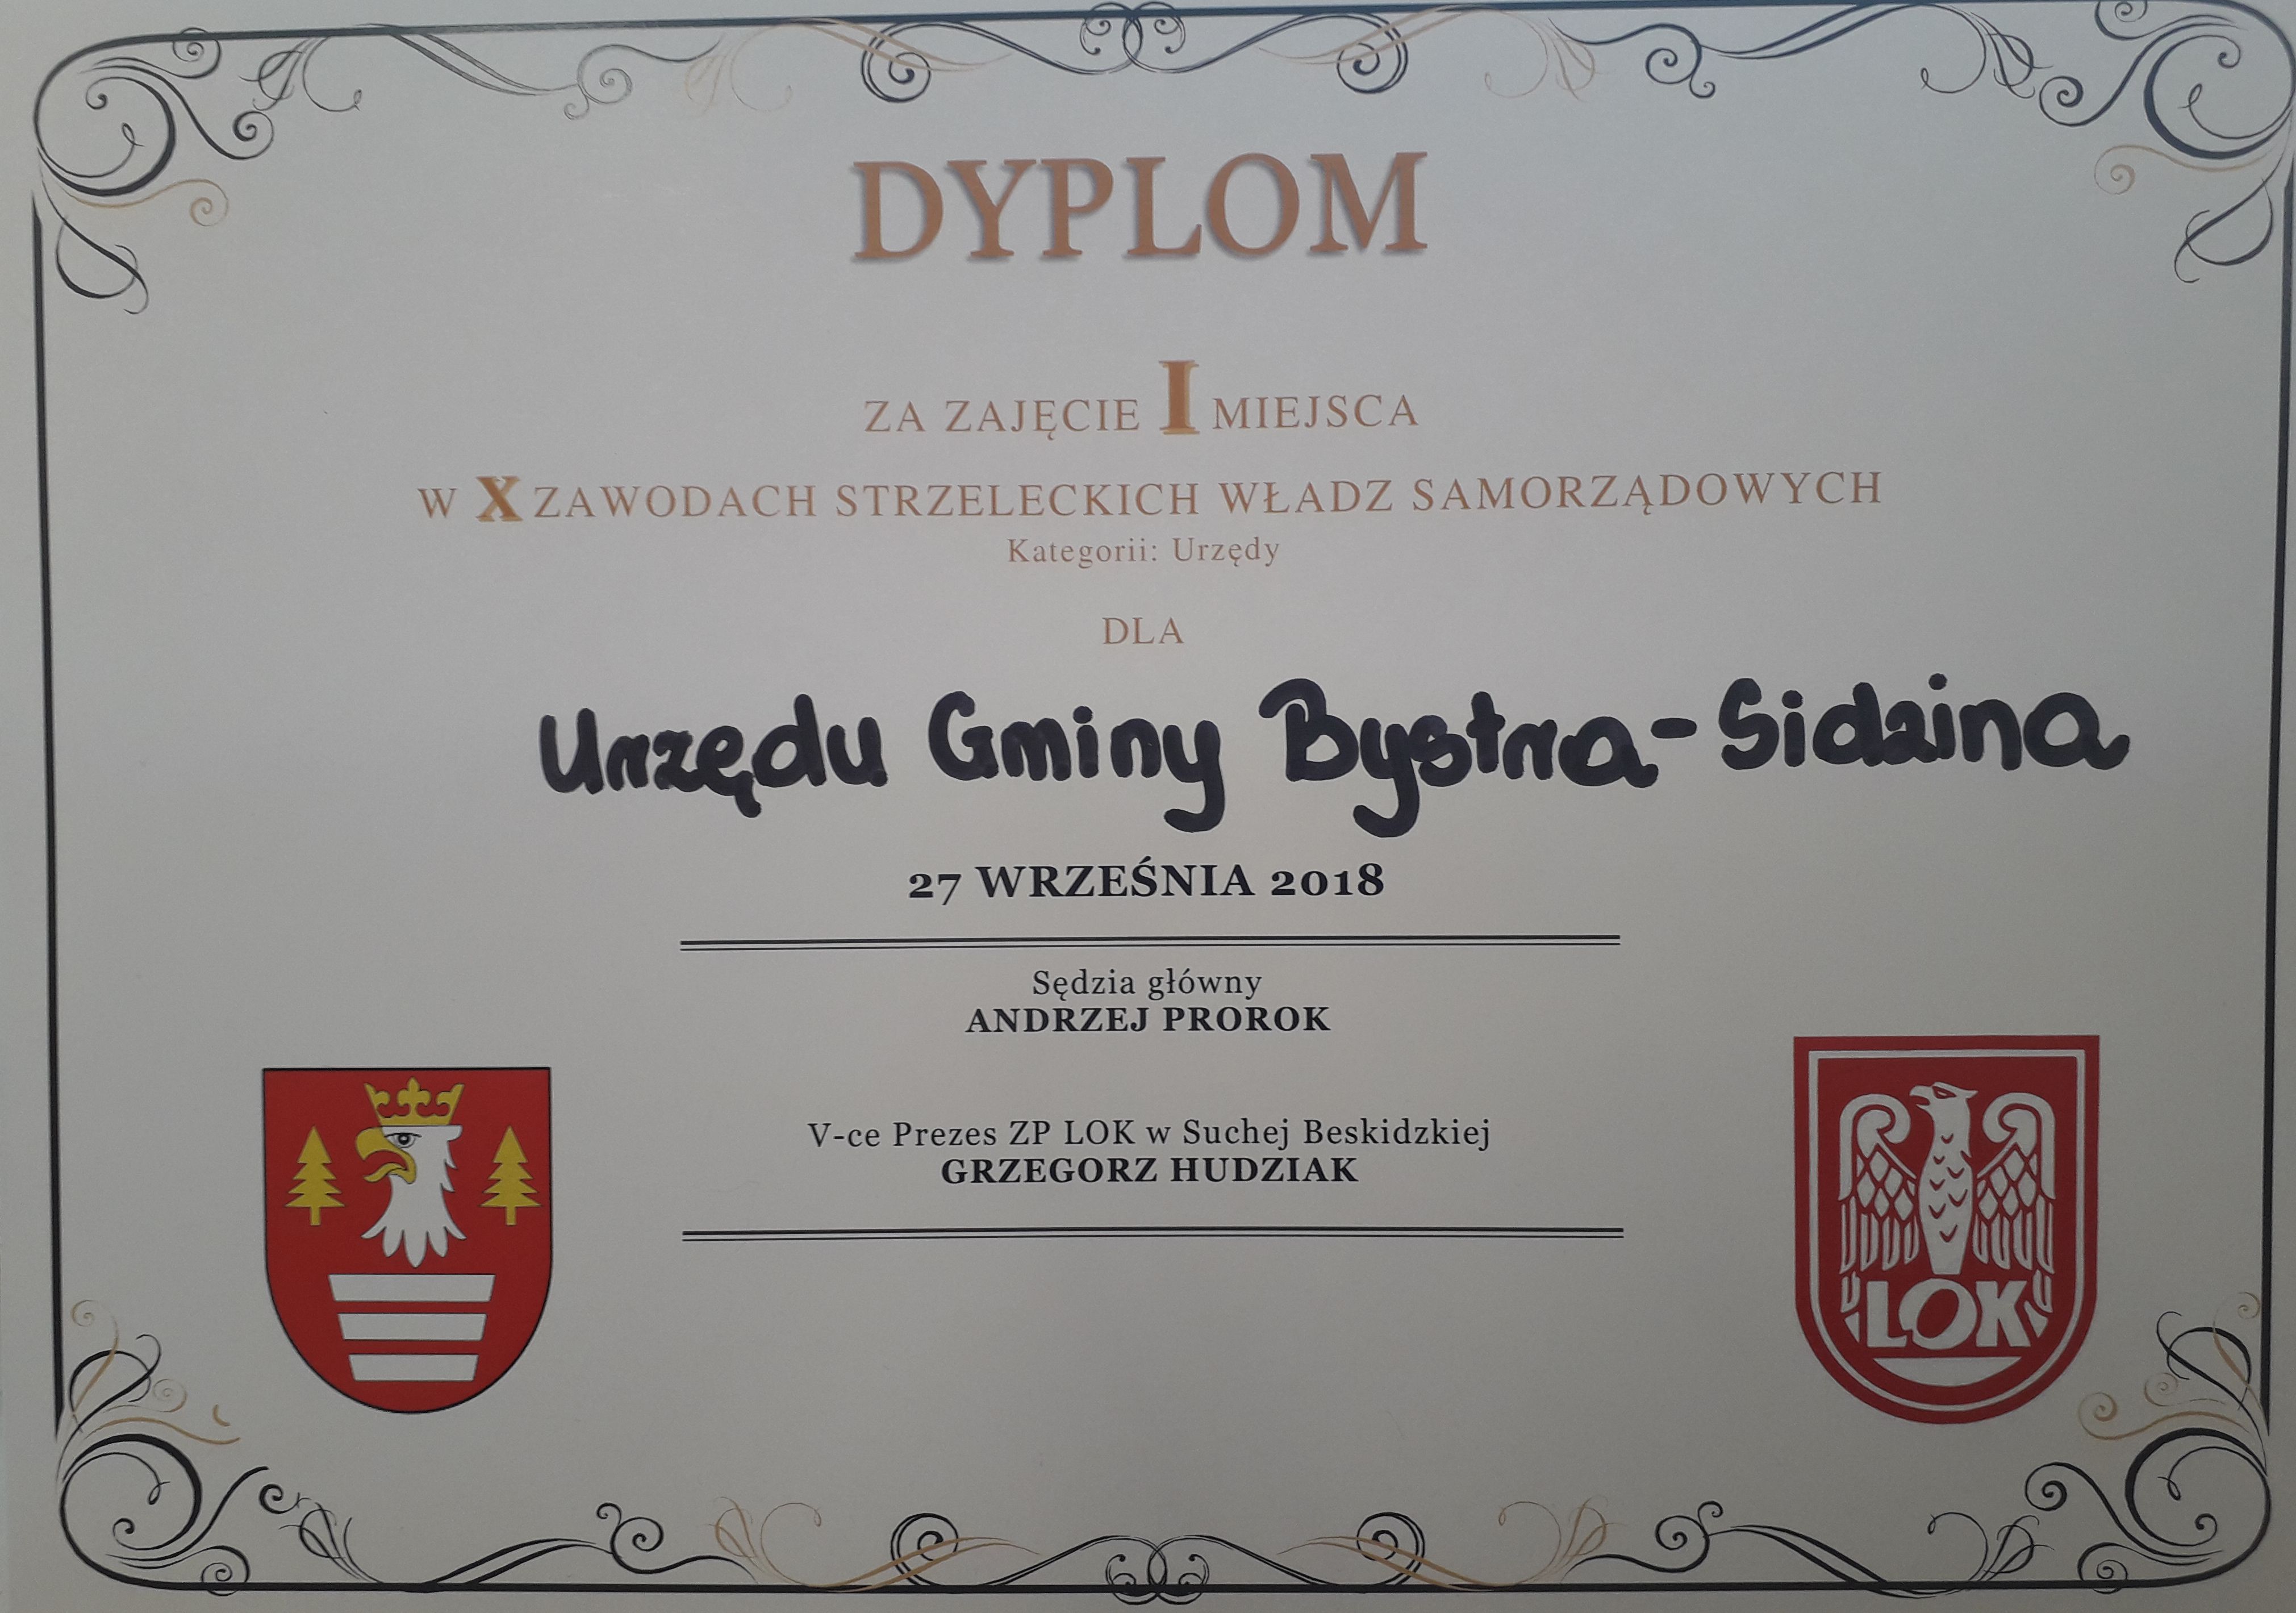 DYPLOM
ZA ZAJĘCIE I MIEJSCA
W X ZAWODACH STRZELECKICH WŁADZ SAMORZĄDOWYCH
Kategorii: Urzędy
DLA
Urzędu Gminy Bystra-Sidzina
27 WRZEŚNIA 2018
Sędzia główny
ANDRZEJ PROROK
V-ce Prezes ZP LOK w Suchej Beskidzkiej
GRZEGORZ HUDZIAK
LOK